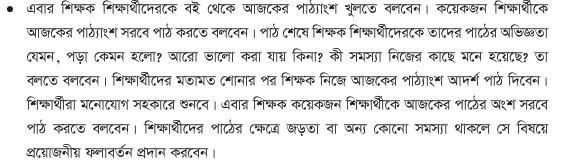 ● এবার শিক্ষক শিক্ষার্থীদেরকে বই থেকে আজকের পাঠ্যাংশ খুলতে বলবেন। কয়েকজন শিক্ষার্থীকে
আজকের পাঠ্যাংশ সরবে পাঠ করতে বলবেন। পাঠ শেষে শিক্ষক শিক্ষার্থীদেরকে তাদের পাঠের অভিজ্ঞতা
যেমন, পড়া কেমন হলো? আরো ভালো করা যায় কিনা? কী সমস্যা নিজের কাছে মনে হয়েছে? তা
বলতে বলবেন। শিক্ষার্থীদের মতামত শোনার পর শিক্ষক নিজে আজকের পাঠ্যাংশ আদর্শ পাঠ দিবেন।
শিক্ষার্থীরা মনোযোগ সহকারে শুনবে। এবার শিক্ষক কয়েকজন শিক্ষার্থীকে আজকের পাঠের অংশ সরবে
পাঠ করতে বলবেন। শিক্ষার্থীদের পাঠের ক্ষেত্রে জড়তা বা অন্য কোনো সমস্যা থাকলে সে বিষয়ে
প্রয়োজনীয় ফলাবর্তন প্রদান করবেন।